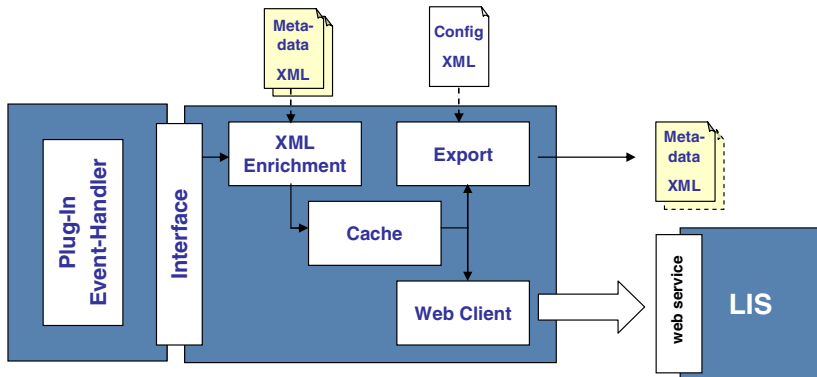 Meta-
data
XML
Config
XML
Plug-In
Event-Handler
Interface
XML
Enrichment
Export
Cache
Web Client
Meta-
data
XML
web service
LIS